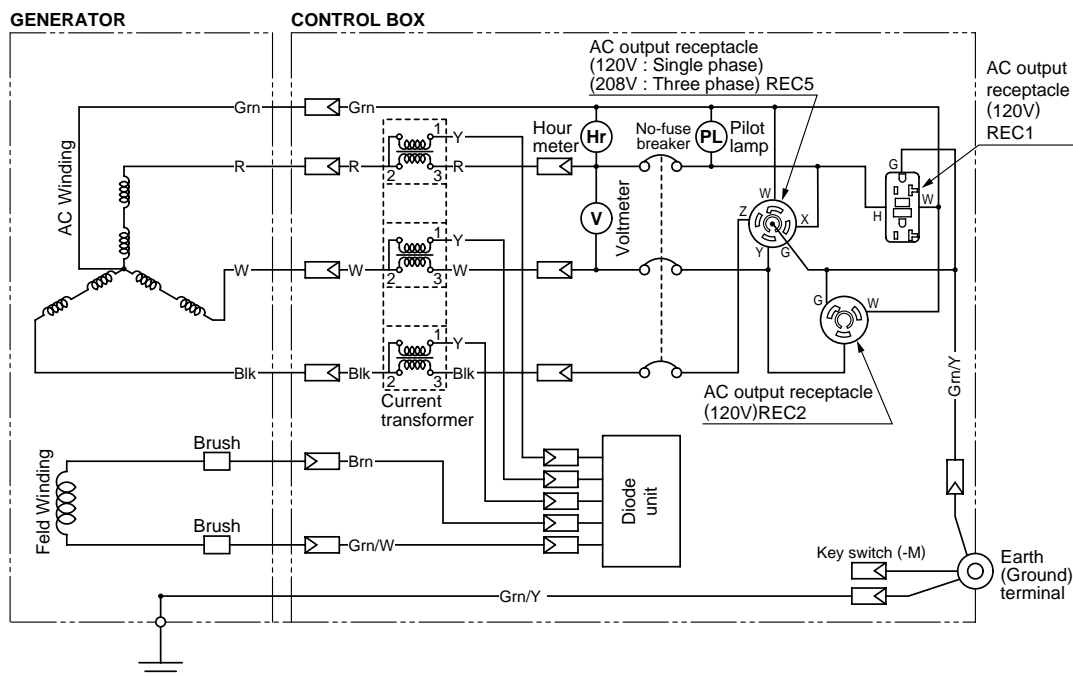 GENERATOR
CONTROL BOX
AC output receptacle
(120V : Single phase)
(208V : Three phase) REC5
AC output
receptacle
(120V)
REC1
Grn
Grn
AC Winding
R
R
2
1
3
Y
R
Hour
meter
Hr
No-fuse
breaker
PL
Pilot
lamp
V
Voltmeter
W
Z
X
Y
G
G
H
W
W
W
2
1
3
Y
W
G
W
Blk
Blk
2
1
3
Y
Blk
Current
transformer
AC output receptacle
(120V)REC2
Grn/Y
Feld Winding
Brush
Brn
Brush
Grn/W
Diode
unit
Key switch (-M)
Earth
(Ground)
terminal
Grn/Y